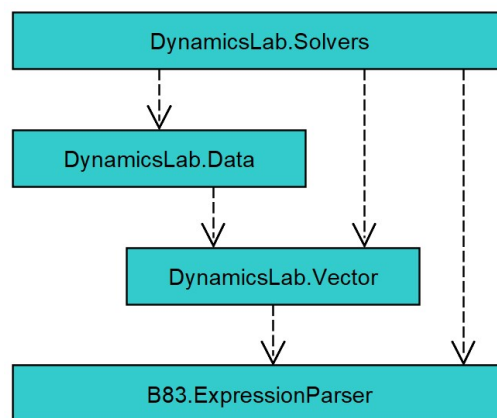 DynamicsLab.Solvers
DynamicsLab.Data
DynamicsLab.Vector
B83.ExpressionParser